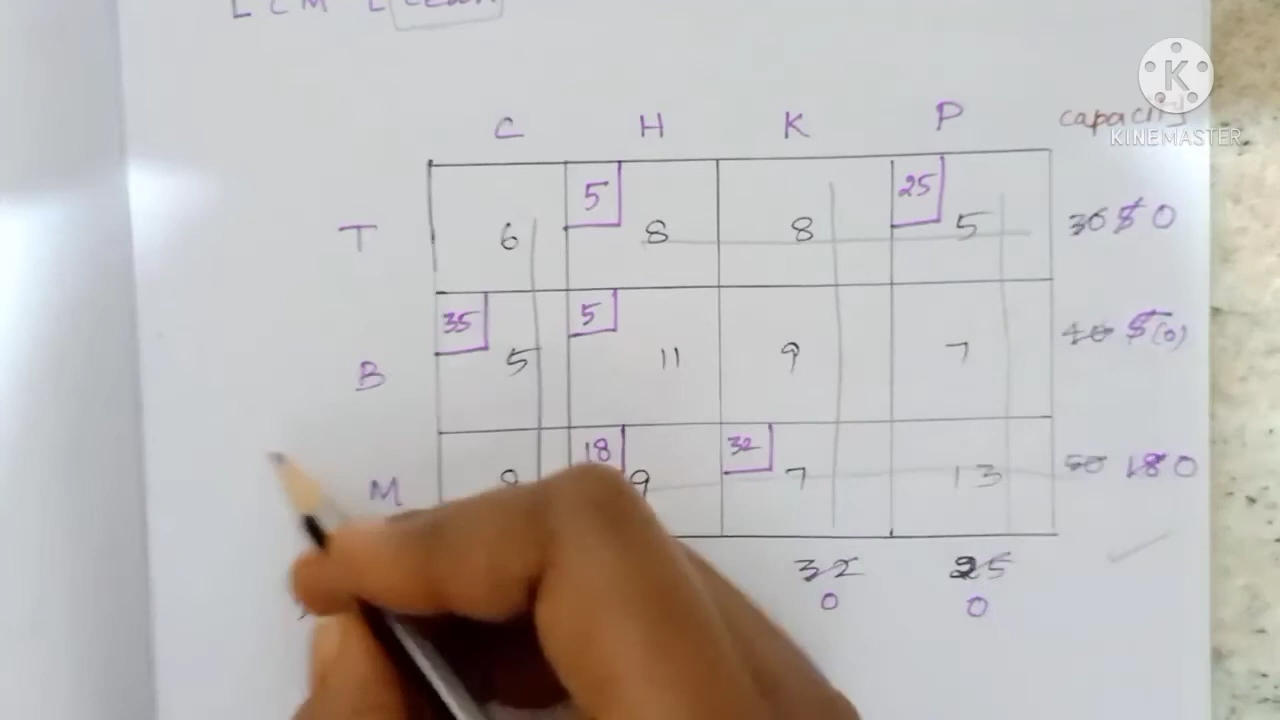 LCM L
C H K P capacity
KINEMASTER
5 25
T 6 8 8 5 30 5 0
35 5
B 5 11 9 7 40 5(0)
18 32
M 9 7 13 50 18 0
32 25
0 0